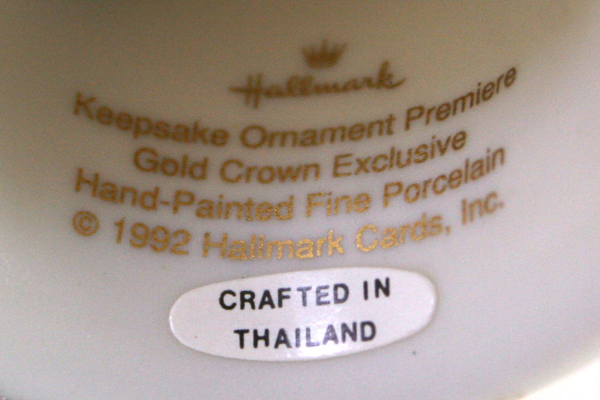 Hallmark
Keepsake Ornament Premiere
Gold Crown Exclusive
Hand-Painted Fine Porcelain
© 1992 Hallmark Cards, Inc.
CRAFTED IN
THAILAND